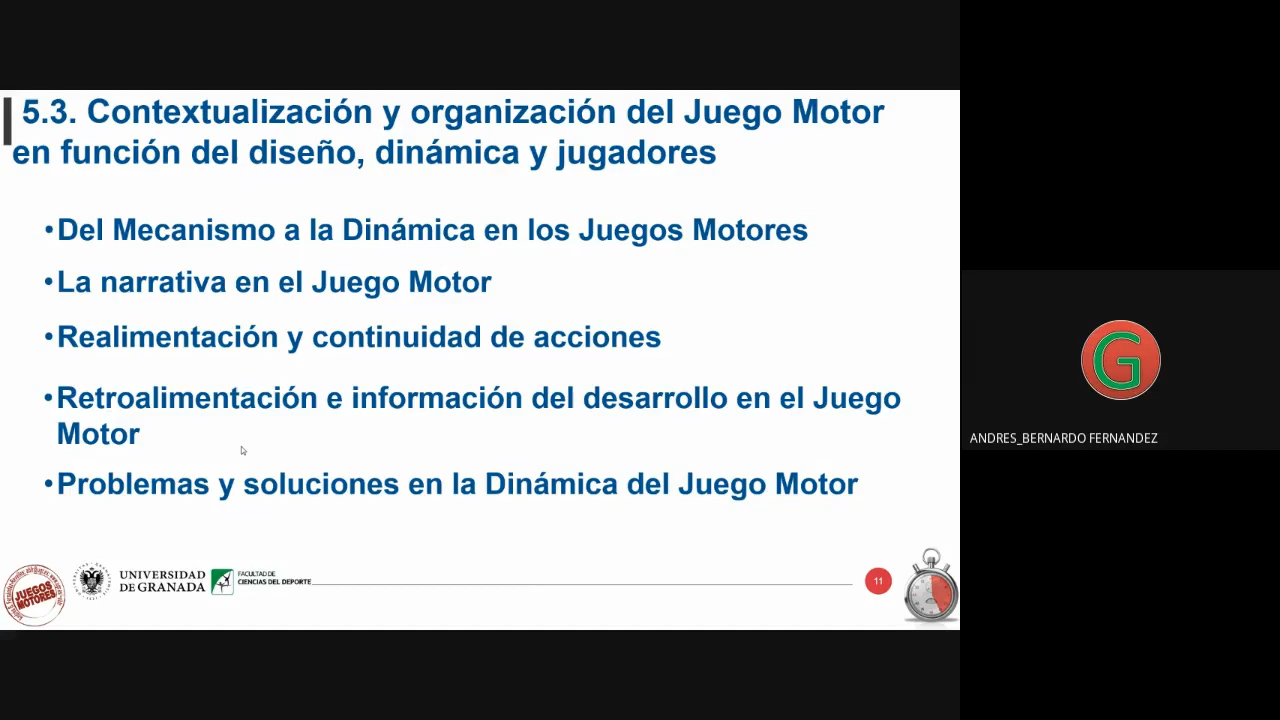 5.3. Contextualización y organización del Juego Motor
en función del diseño, dinámica y jugadores
•Del Mecanismo a la Dinámica en los Juegos Motores
•La narrativa en el Juego Motor
•Realimentación y continuidad de acciones
•Retroalimentación e información del desarrollo en el Juego
Motor
•Problemas y soluciones en la Dinámica del Juego Motor
G
ANDRES_BERNARDO FERNANDEZ
JUEGOS
MOTORES
UNIVERSIDAD
DE GRANADA
FACULTAD DE
CIENCIAS DEL DEPORTE
11